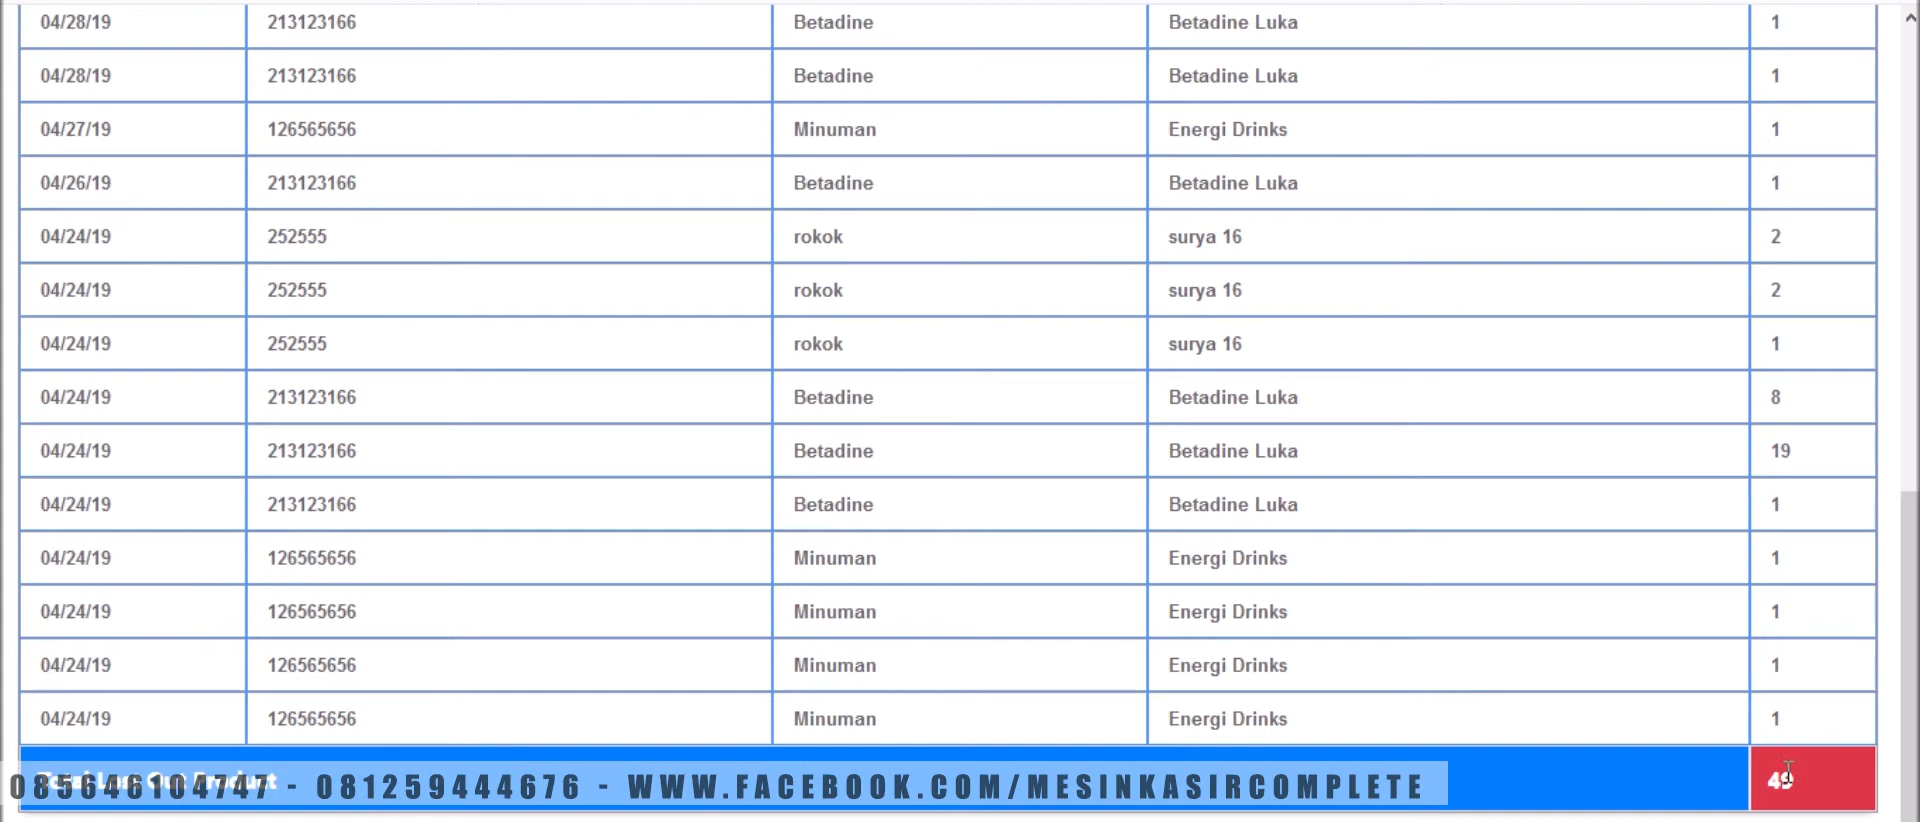 04/28/19 213123166 Betadine Betadine Luka 1
04/28/19 213123166 Betadine Betadine Luka 1
04/27/19 126565656 Minuman Energi Drinks 1
04/26/19 213123166 Betadine Betadine Luka 1
04/24/19 252555 rokok surya 16 2
04/24/19 252555 rokok surya 16 2
04/24/19 252555 rokok surya 16 1
04/24/19 213123166 Betadine Betadine Luka 8
04/24/19 213123166 Betadine Betadine Luka 19
04/24/19 213123166 Betadine Betadine Luka 1
04/24/19 126565656 Minuman Energi Drinks 1
04/24/19 126565656 Minuman Energi Drinks 1
04/24/19 126565656 Minuman Energi Drinks 1
04/24/19 126565656 Minuman Energi Drinks 1
49
085646104747 - 081259444676 - WWW.FACEBOOK.COM/MESINKASIRCOMPLETE